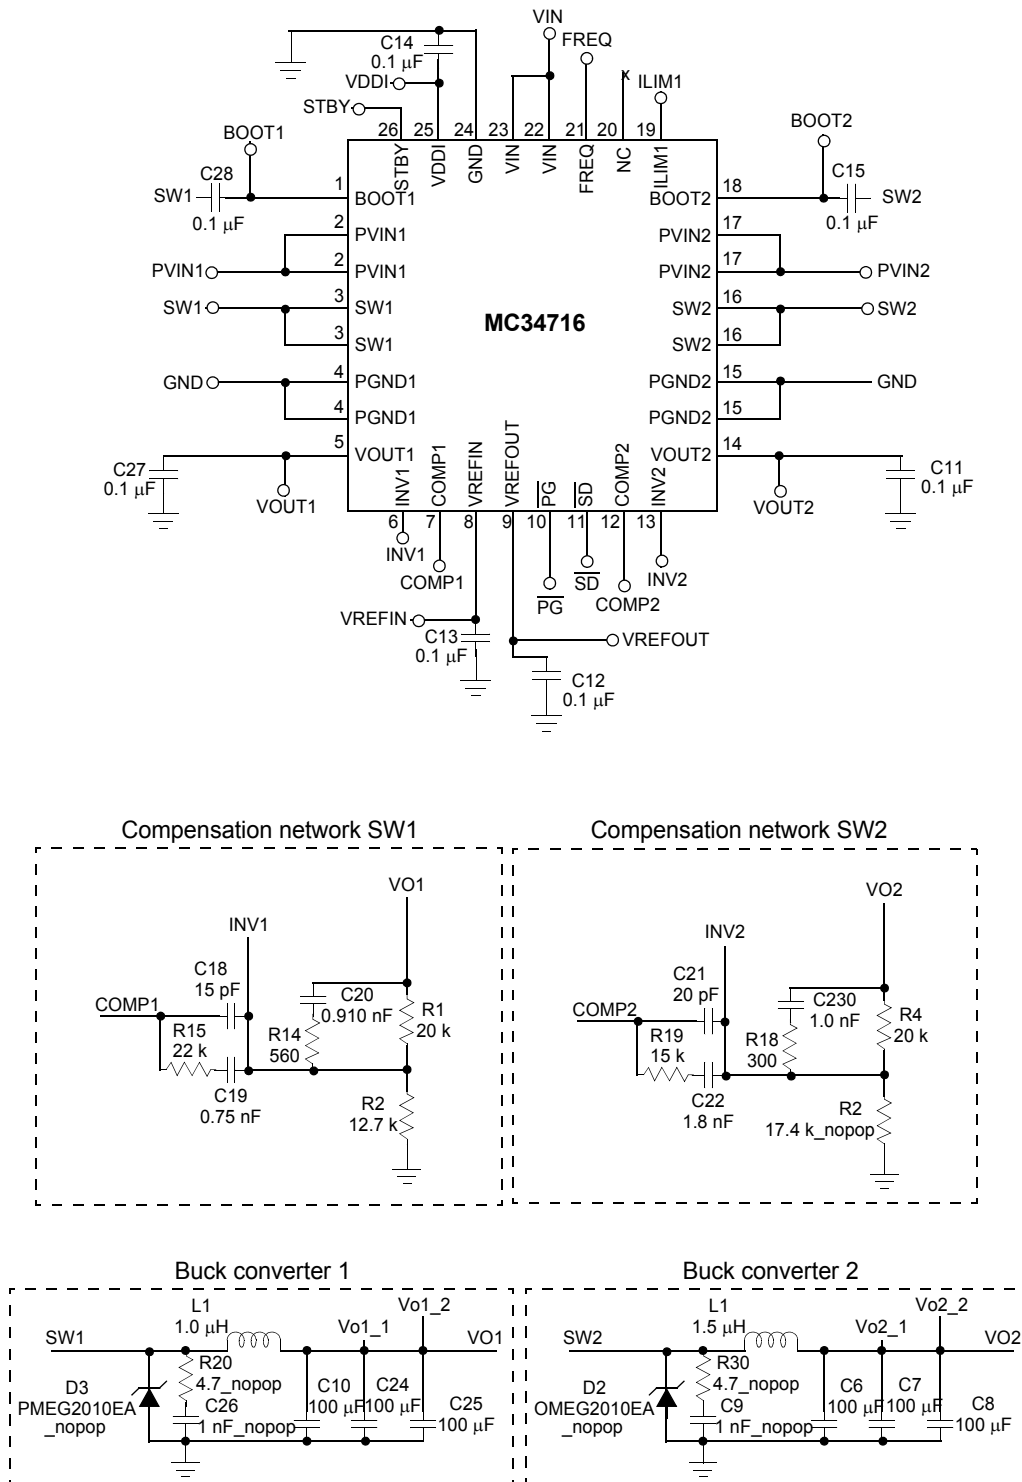 VIN
FREQ
C14
0.1 µF
VDDI
ILIM1
STBY
x
26 25 24 23 22 21 20 19
STBY VDDI GND VIN VIN FREQ NC ILIM1
BOOT1
BOOT2
C28
SW1
0.1 µF
1
BOOT1
BOOT2
18
C15
SW2
0.1 µF
2
PVIN1
PVIN2
17
PVIN1
2
PVIN1
PVIN2
17
PVIN2
SW1
3
SW1
SW2
16
SW2
3
SW1
MC34716
SW2
16
GND
4
PGND1
PGND2
15
GND
4
PGND1
PGND2
15
5
VOUT1
VOUT2
14
C27
0.1 µF
VOUT1
C11
0.1 µF
VOUT2
INV1 COMP1 VREFIN VREFOUT PG SD COMP2 INV2
6 7 8 9 10 11 12 13
INV1
COMP1
PG
SD
COMP2
INV2
VREFIN
C13
0.1 µF
VREFOUT
C12
0.1 µF
Compensation network SW1
VO1
INV1
C18
15 pF
COMP1
R15
22 k
C19
0.75 nF
C20
0.910 nF
R14
560
R1
20 k
R2
12.7 k
Compensation network SW2
VO2
INV2
C21
20 pF
COMP2
R19
15 k
C22
1.8 nF
C230
1.0 nF
R18
300
R4
20 k
R2
17.4 k_nopop
Buck converter 1
L1
1.0 µH
Vo1_2
Vo1_1
SW1
VO1
R20
4.7_nopop
D3
PMEG2010EA
_nopop
C26
1 nF_nopop
C10
100 µF
C24
100 µF
C25
100 µF
Buck converter 2
L1
1.5 µH
Vo2_2
Vo2_1
SW2
VO2
R30
4.7_nopop
D2
OMEG2010EA
_nopop
C9
1 nF_nopop
C6
100 µF
C7
100 µF
C8
100 µF